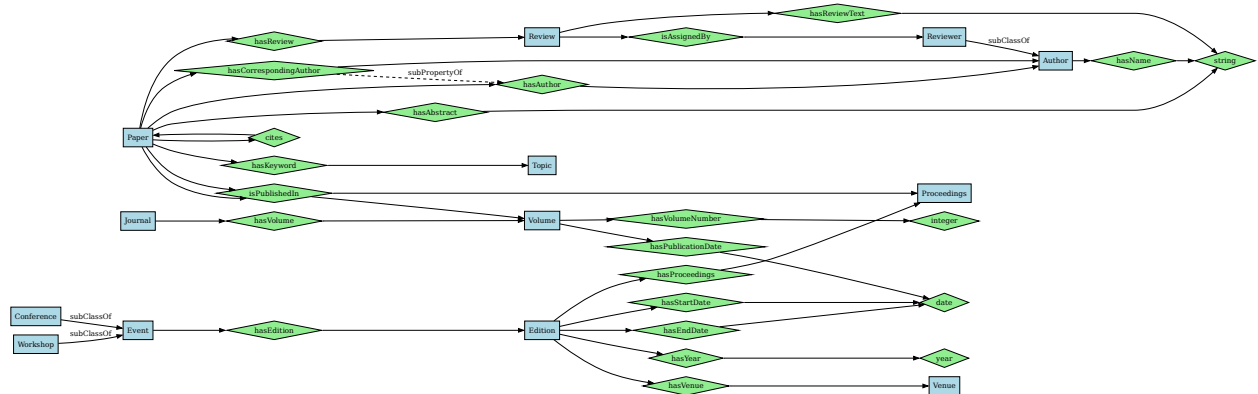 hasReviewText
hasReview
Review
isAssignedBy
Reviewer
subClassOf
hasCorrespondingAuthor
subPropertyOf
Author
hasName
string
hasAuthor
hasAbstract
Paper
cites
hasKeyword
Topic
isPublishedIn
Proceedings
Journal
hasVolume
Volume
hasVolumeNumber
integer
hasPublicationDate
hasProceedings
hasStartDate
date
Conference
subClassOf
Workshop
subClassOf
Event
hasEdition
Edition
hasEndDate
hasYear
year
hasVenue
Venue